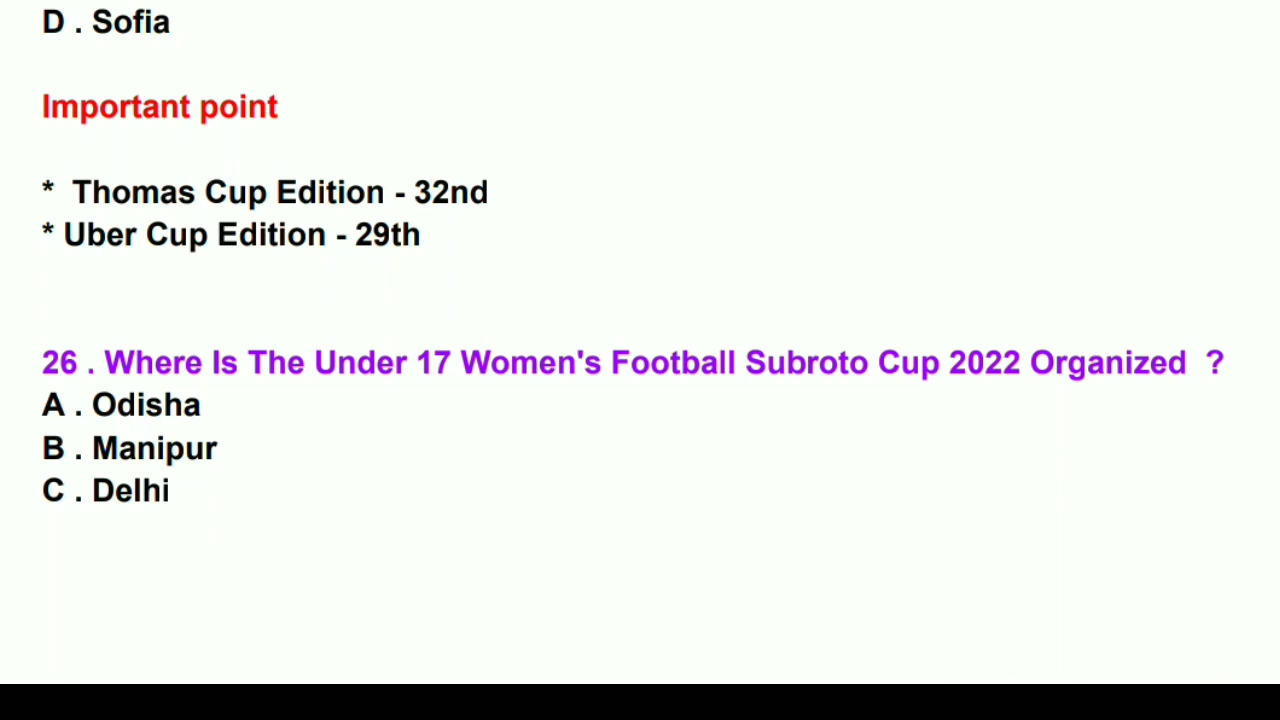 D . Sofia
Important point
* Thomas Cup Edition - 32nd
* Uber Cup Edition - 29th
26 . Where Is The Under 17 Women's Football Subroto Cup 2022 Organized ?
A . Odisha
B . Manipur
C . Delhi